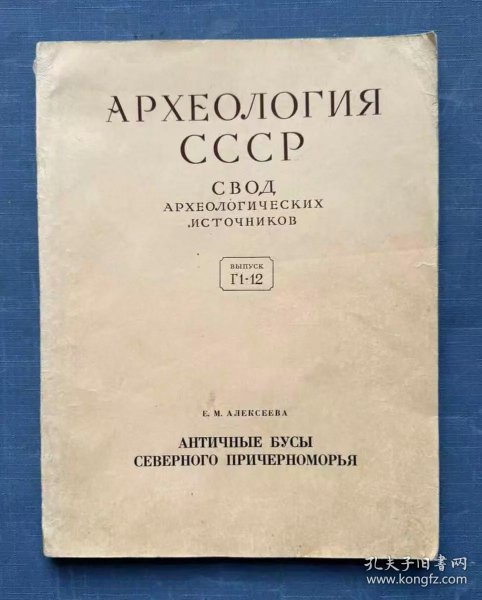 АРХЕОЛОГИЯ
СССР
СВОД
АРХЕОЛОГИЧЕСКИХ
ИСТОЧНИКОВ
ВЫПУСК
Г1-12
Е. М. АЛЕКСЕЕВА
АНТИЧНЫЕ БУСЫ
СЕВЕРНОГО ПРИЧЕРНОМОРЬЯ
孔夫子旧书网
www.kongfz.com